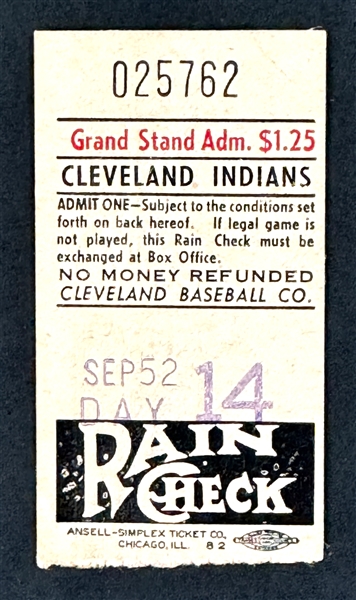 025762
Grand Stand Adm. $1.25
CLEVELAND INDIANS
ADMIT ONE—Subject to the conditions set
forth on back hereof. If legal game is
not played, this Rain Check must be
exchanged at Box Office.
NO MONEY REFUNDED
CLEVELAND BASEBALL CO.
SEP52
DAY 14
RAIN
CHECK
ANSELL-SIMPLEX TICKET CO.
CHICAGO, ILL. 82